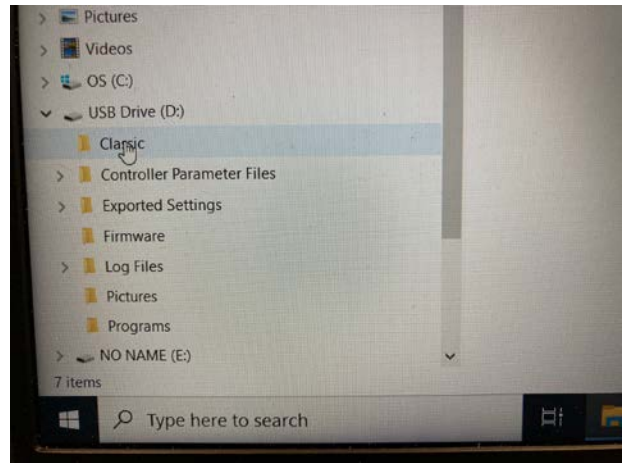 Pictures
Videos
OS (C:)
USB Drive (D:)
Classic
Controller Parameter Files
Exported Settings
Firmware
Log Files
Pictures
Programs
NO NAME (E:)
7 items
Type here to search